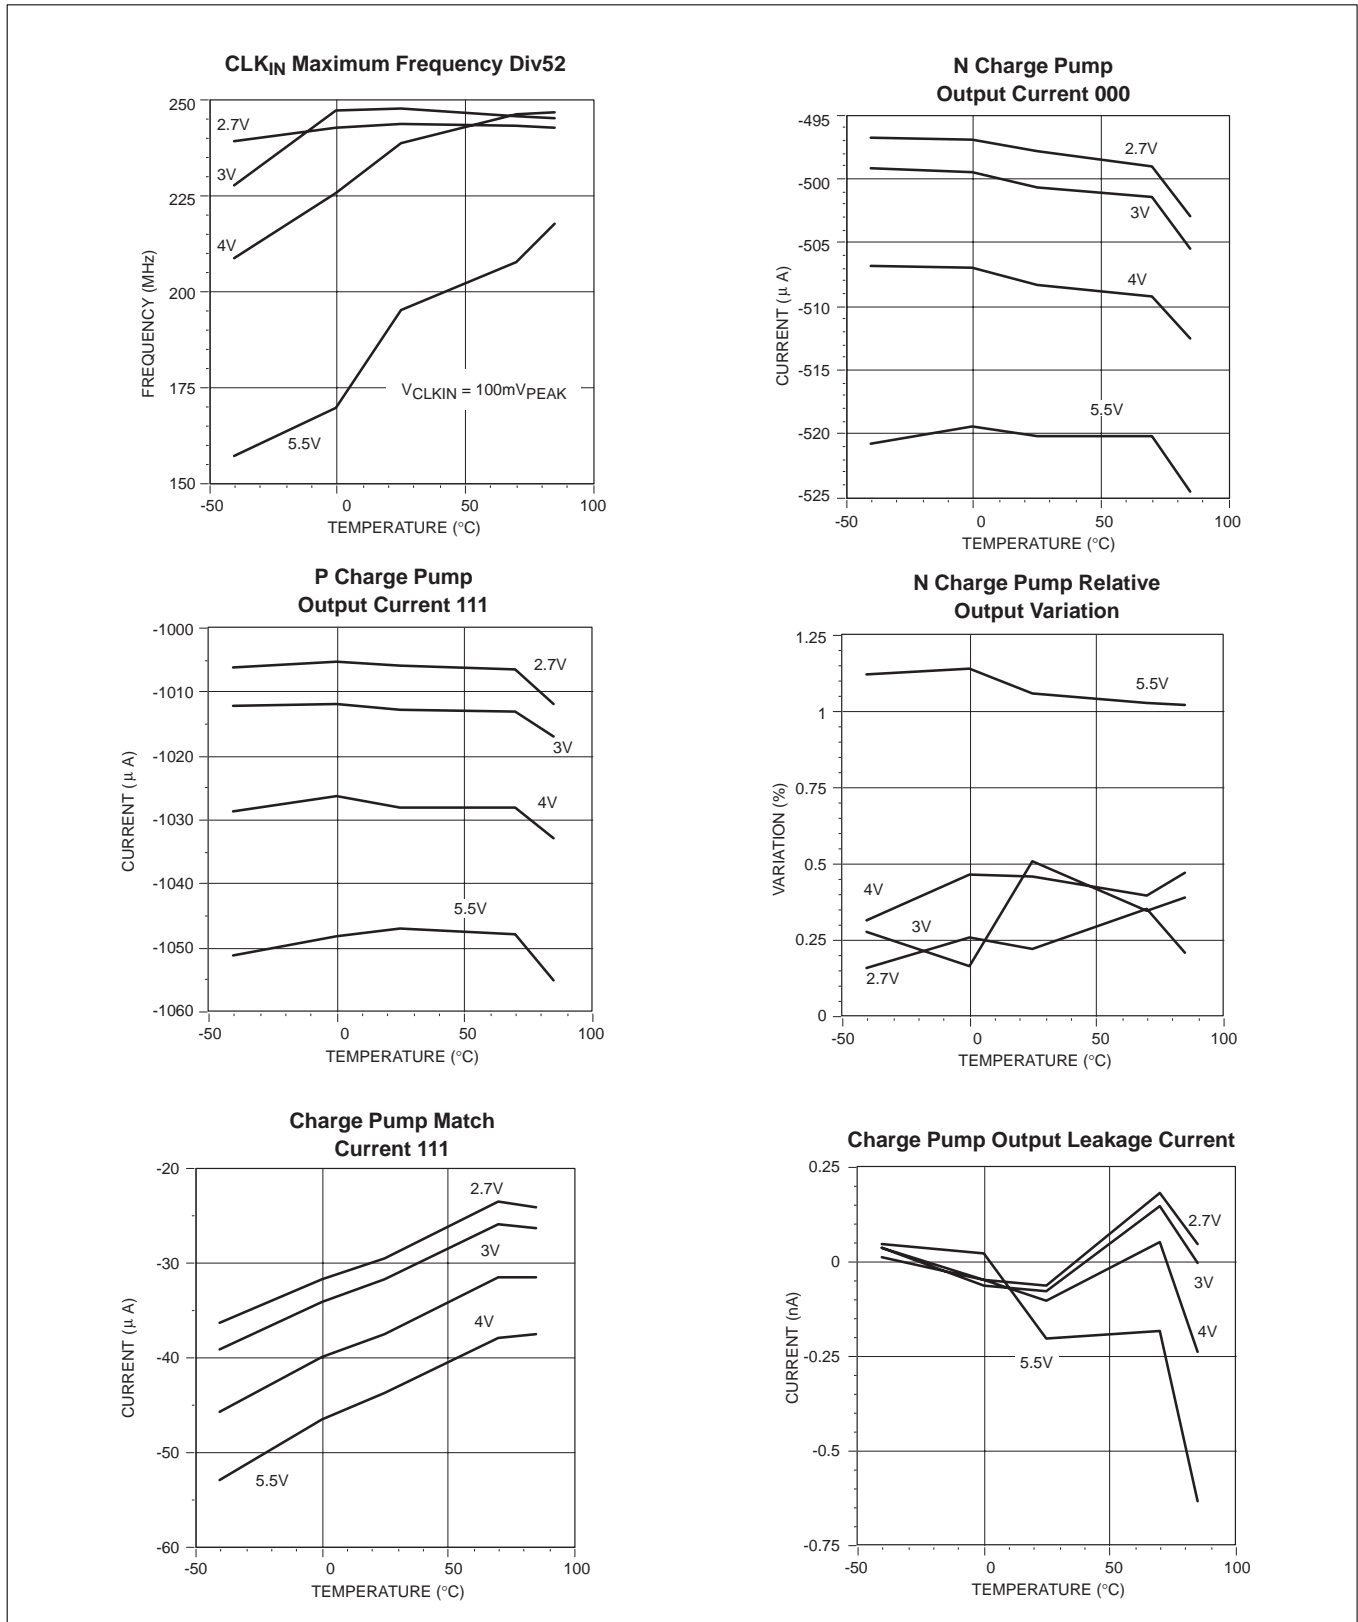 CLKIN Maximum Frequency Div52
250
225
200
175
150
FREQUENCY (MHz)
2.7V
3V
4V
5.5V
VCLKIN = 100mVPEAK
-50 0 50 100
TEMPERATURE (°C)
N Charge Pump
Output Current 000
-495
-500
-505
-510
-515
-520
-525
CURRENT (μ A)
2.7V
3V
4V
5.5V
-50 0 50 100
TEMPERATURE (°C)
P Charge Pump
Output Current 111
-1000
-1010
-1020
-1030
-1040
-1050
-1060
CURRENT (μ A)
2.7V
3V
4V
5.5V
-50 0 50 100
TEMPERATURE (°C)
N Charge Pump Relative
Output Variation
1.25
1
0.75
0.5
0.25
0
VARIATION (%)
5.5V
4V
3V
2.7V
-50 0 50 100
TEMPERATURE (°C)
Charge Pump Match
Current 111
-20
-30
-40
-50
-60
CURRENT (μ A)
2.7V
3V
4V
5.5V
-50 0 50 100
TEMPERATURE (°C)
Charge Pump Output Leakage Current
0.25
0
-0.25
-0.5
-0.75
CURRENT (nA)
2.7V
3V
4V
5.5V
-50 0 50 100
TEMPERATURE (°C)